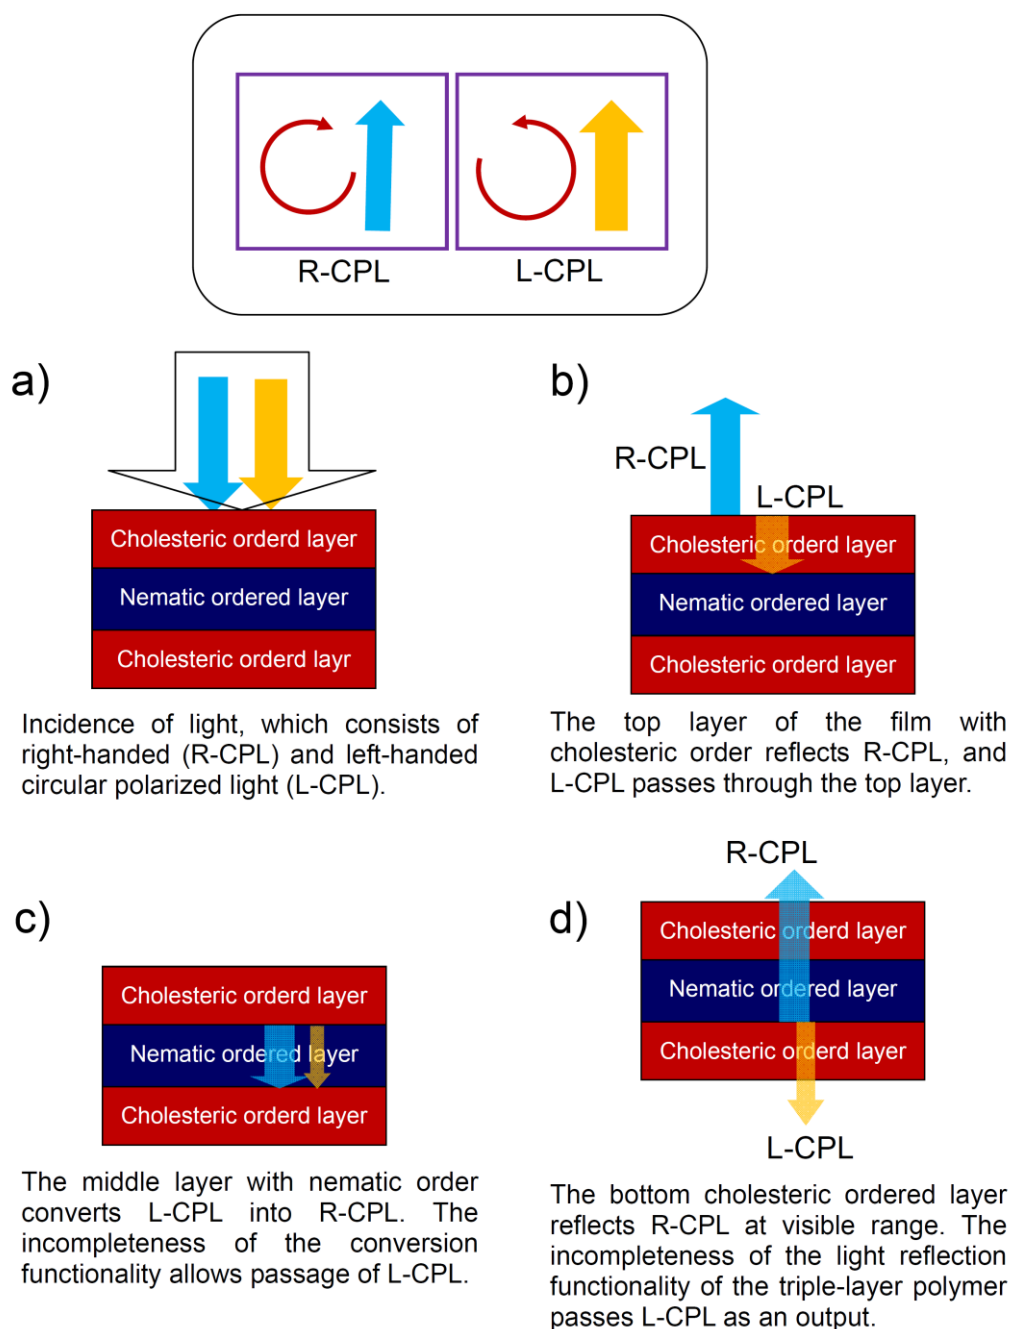 R-CPL
L-CPL
a)
Cholesteric orderd layer
Nematic ordered layer
Cholesteric orderd layr
Incidence of light, which consists of
right-handed (R-CPL) and left-handed
circular polarized light (L-CPL).
b)
R-CPL
L-CPL
Cholesteric orderd layer
Nematic ordered layer
Cholesteric orderd layer
The top layer of the film with
cholesteric order reflects R-CPL, and
L-CPL passes through the top layer.
c)
Cholesteric orderd layer
Nematic ordered layer
Cholesteric orderd layer
The middle layer with nematic order
converts L-CPL into R-CPL. The
incompleteness of the conversion
functionality allows passage of L-CPL.
R-CPL
d)
Cholesteric orderd layer
Nematic ordered layer
Cholesteric orderd layer
L-CPL
The bottom cholesteric ordered layer
reflects R-CPL at visible range. The
incompleteness of the light reflection
functionality of the triple-layer polymer
passes L-CPL as an output.